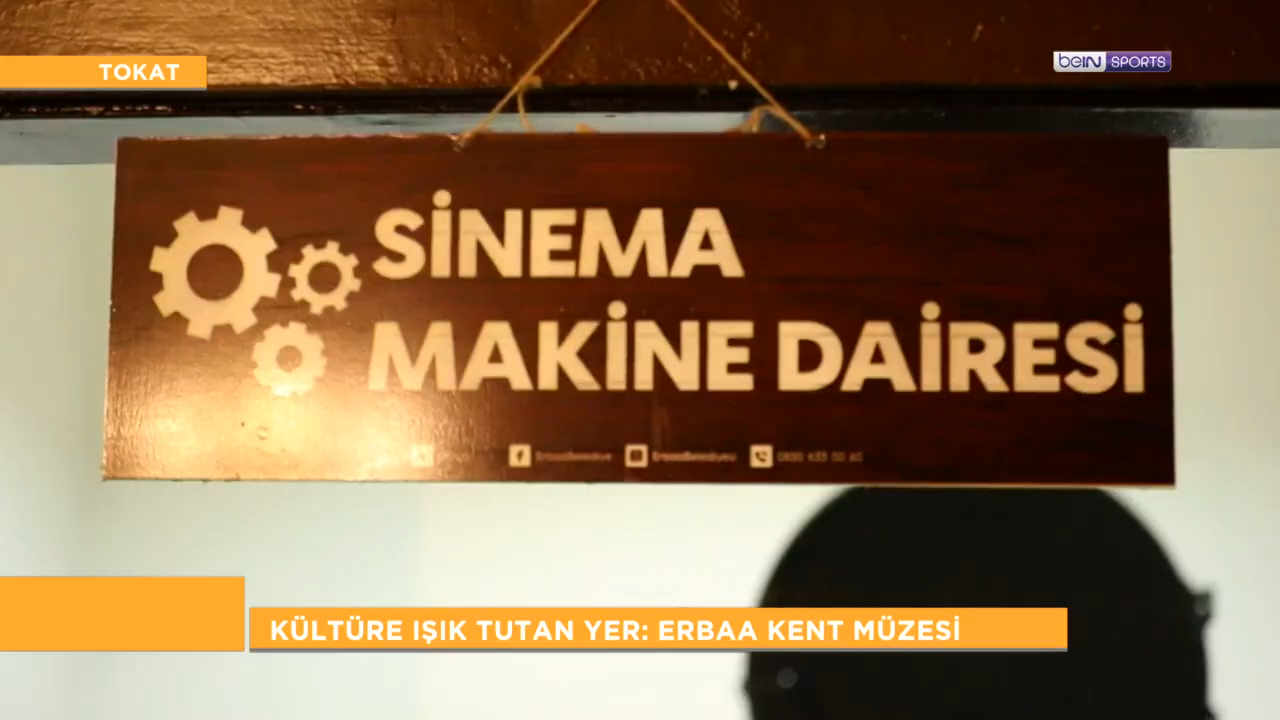 TOKAT
beIN SPORTS
SİNEMA
MAKİNE DAİRESİ
KÜLTÜRE IŞIK TUTAN YER: ERBAA KENT MÜZESİ